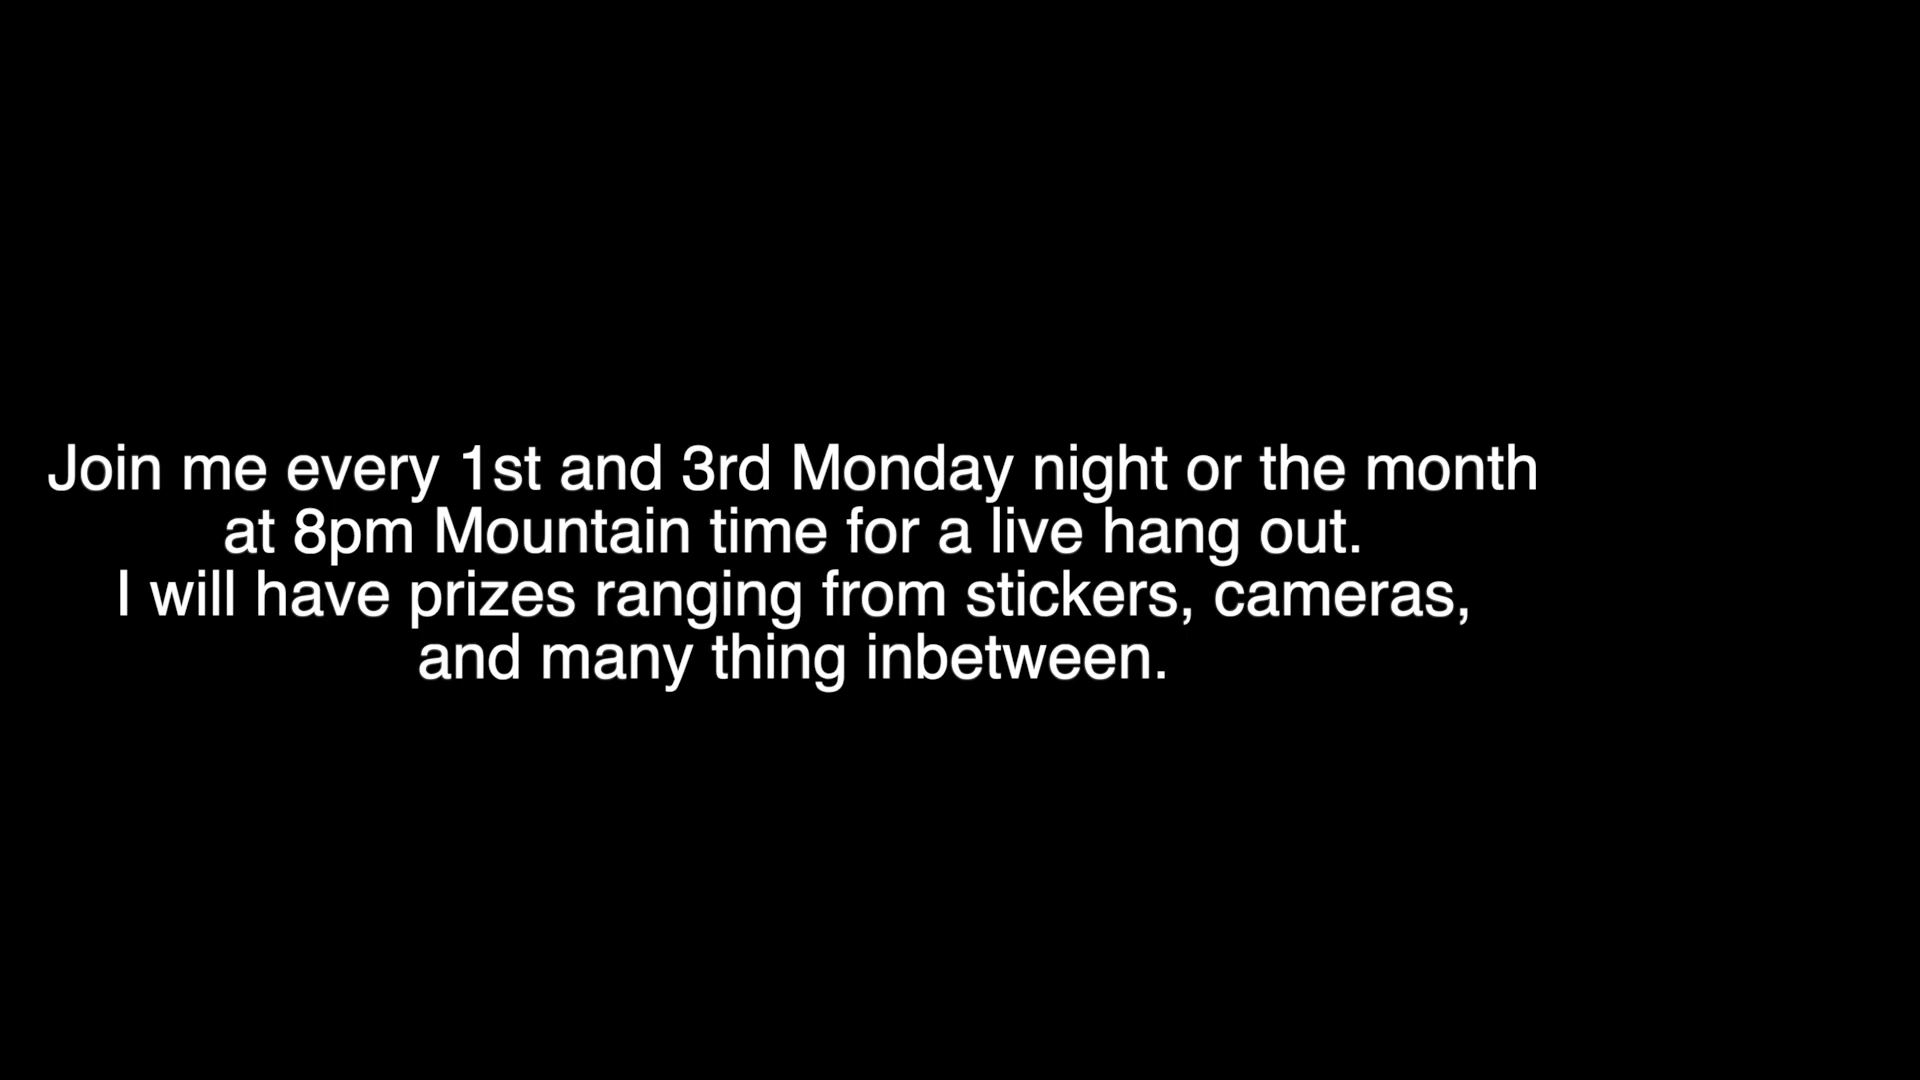 Join me every 1st and 3rd Monday night or the month
at 8pm Mountain time for a live hang out.
I will have prizes ranging from stickers, cameras,
and many thing inbetween.